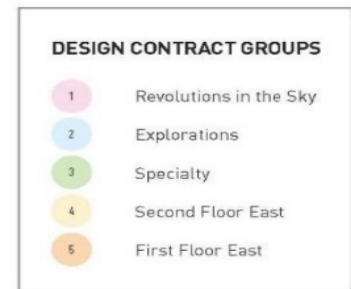 DESIGN CONTRACT GROUPS
1 Revolutions in the Sky
2 Explorations
3 Specialty
4 Second Floor East
5 First Floor East